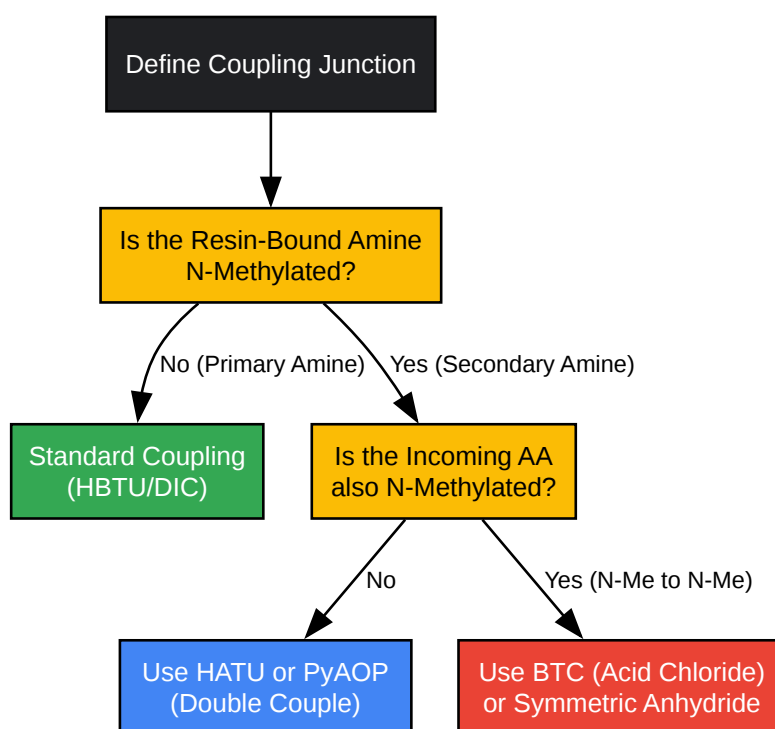 Define Coupling Junction
Is the Resin-Bound Amine
N-Methylated?
No (Primary Amine)
Yes (Secondary Amine)
Standard Coupling
(HBTU/DIC)
Is the Incoming AA
also N-Methylated?
No
Yes (N-Me to N-Me)
Use HATU or PyAOP
(Double Couple)
Use BTC (Acid Chloride)
or Symmetric Anhydride